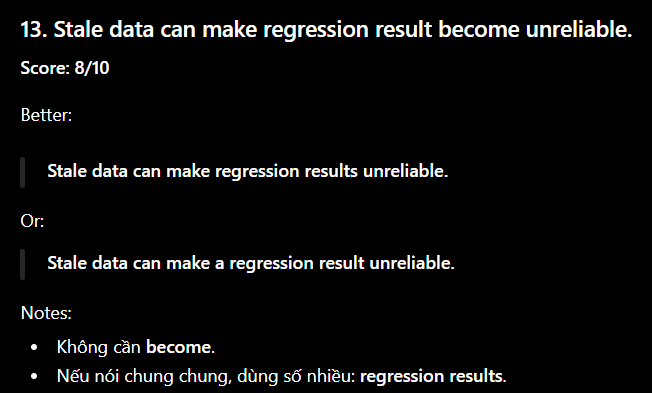 13. Stale data can make regression result become unreliable.
Score: 8/10
Better:
Stale data can make regression results unreliable.
Or:
Stale data can make a regression result unreliable.
Notes:
• Không cần become.
• Nếu nói chung chung, dùng số nhiều: regression results.